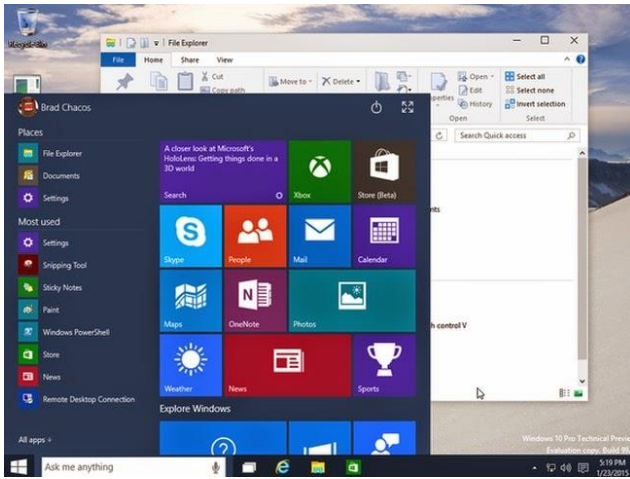 Recycle Bin
File Explorer
File
Home
Share
View
Cut
Copy path
Move to
Delete
Open
Edit
History
Open
Select all
Select none
Invert selection
Select
Search Quick access
Brad Chacos
Places
File Explorer
Documents
Settings
Most used
Settings
Snipping Tool
Sticky Notes
Paint
Windows PowerShell
Store
News
Remote Desktop Connection
All apps
A closer look at Microsoft's
HoloLens: Getting things done in a
3D world
Search
Xbox
Store (Beta)
Skype
People
Mail
Calendar
Maps
OneNote
Photos
Weather
News
Sports
Explore Windows
nts
h control V
Windows 10 Pro Technical Previe
Evaluation copy. Build 99
Ask me anything
5:19 PM
1/23/2015